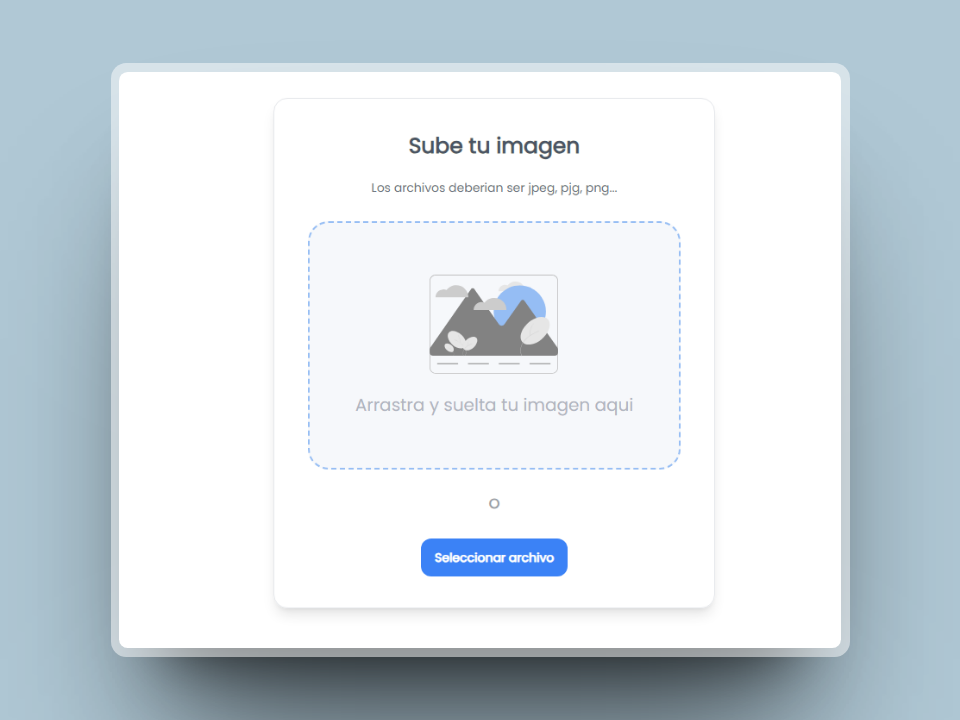 Sube tu imagen
Los archivos deberian ser jpeg, pjg, png...
Arrastra y suelta tu imagen aqui
O
Seleccionar archivo